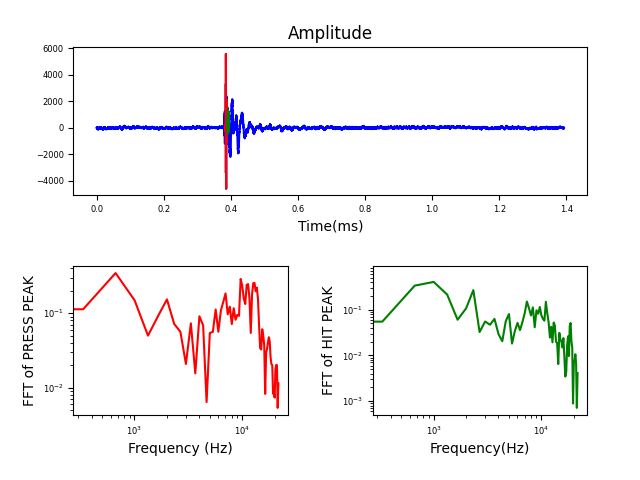 Amplitude
6000
4000
2000
0
−2000
−4000
0.0 0.2 0.4 0.6 0.8 1.0 1.2 1.4
Time(ms)
FFT of PRESS PEAK
10⁻¹
10⁻²
10³ 10⁴
Frequency (Hz)
FFT of HIT PEAK
10⁻¹
10⁻²
10⁻³
10³ 10⁴
Frequency(Hz)